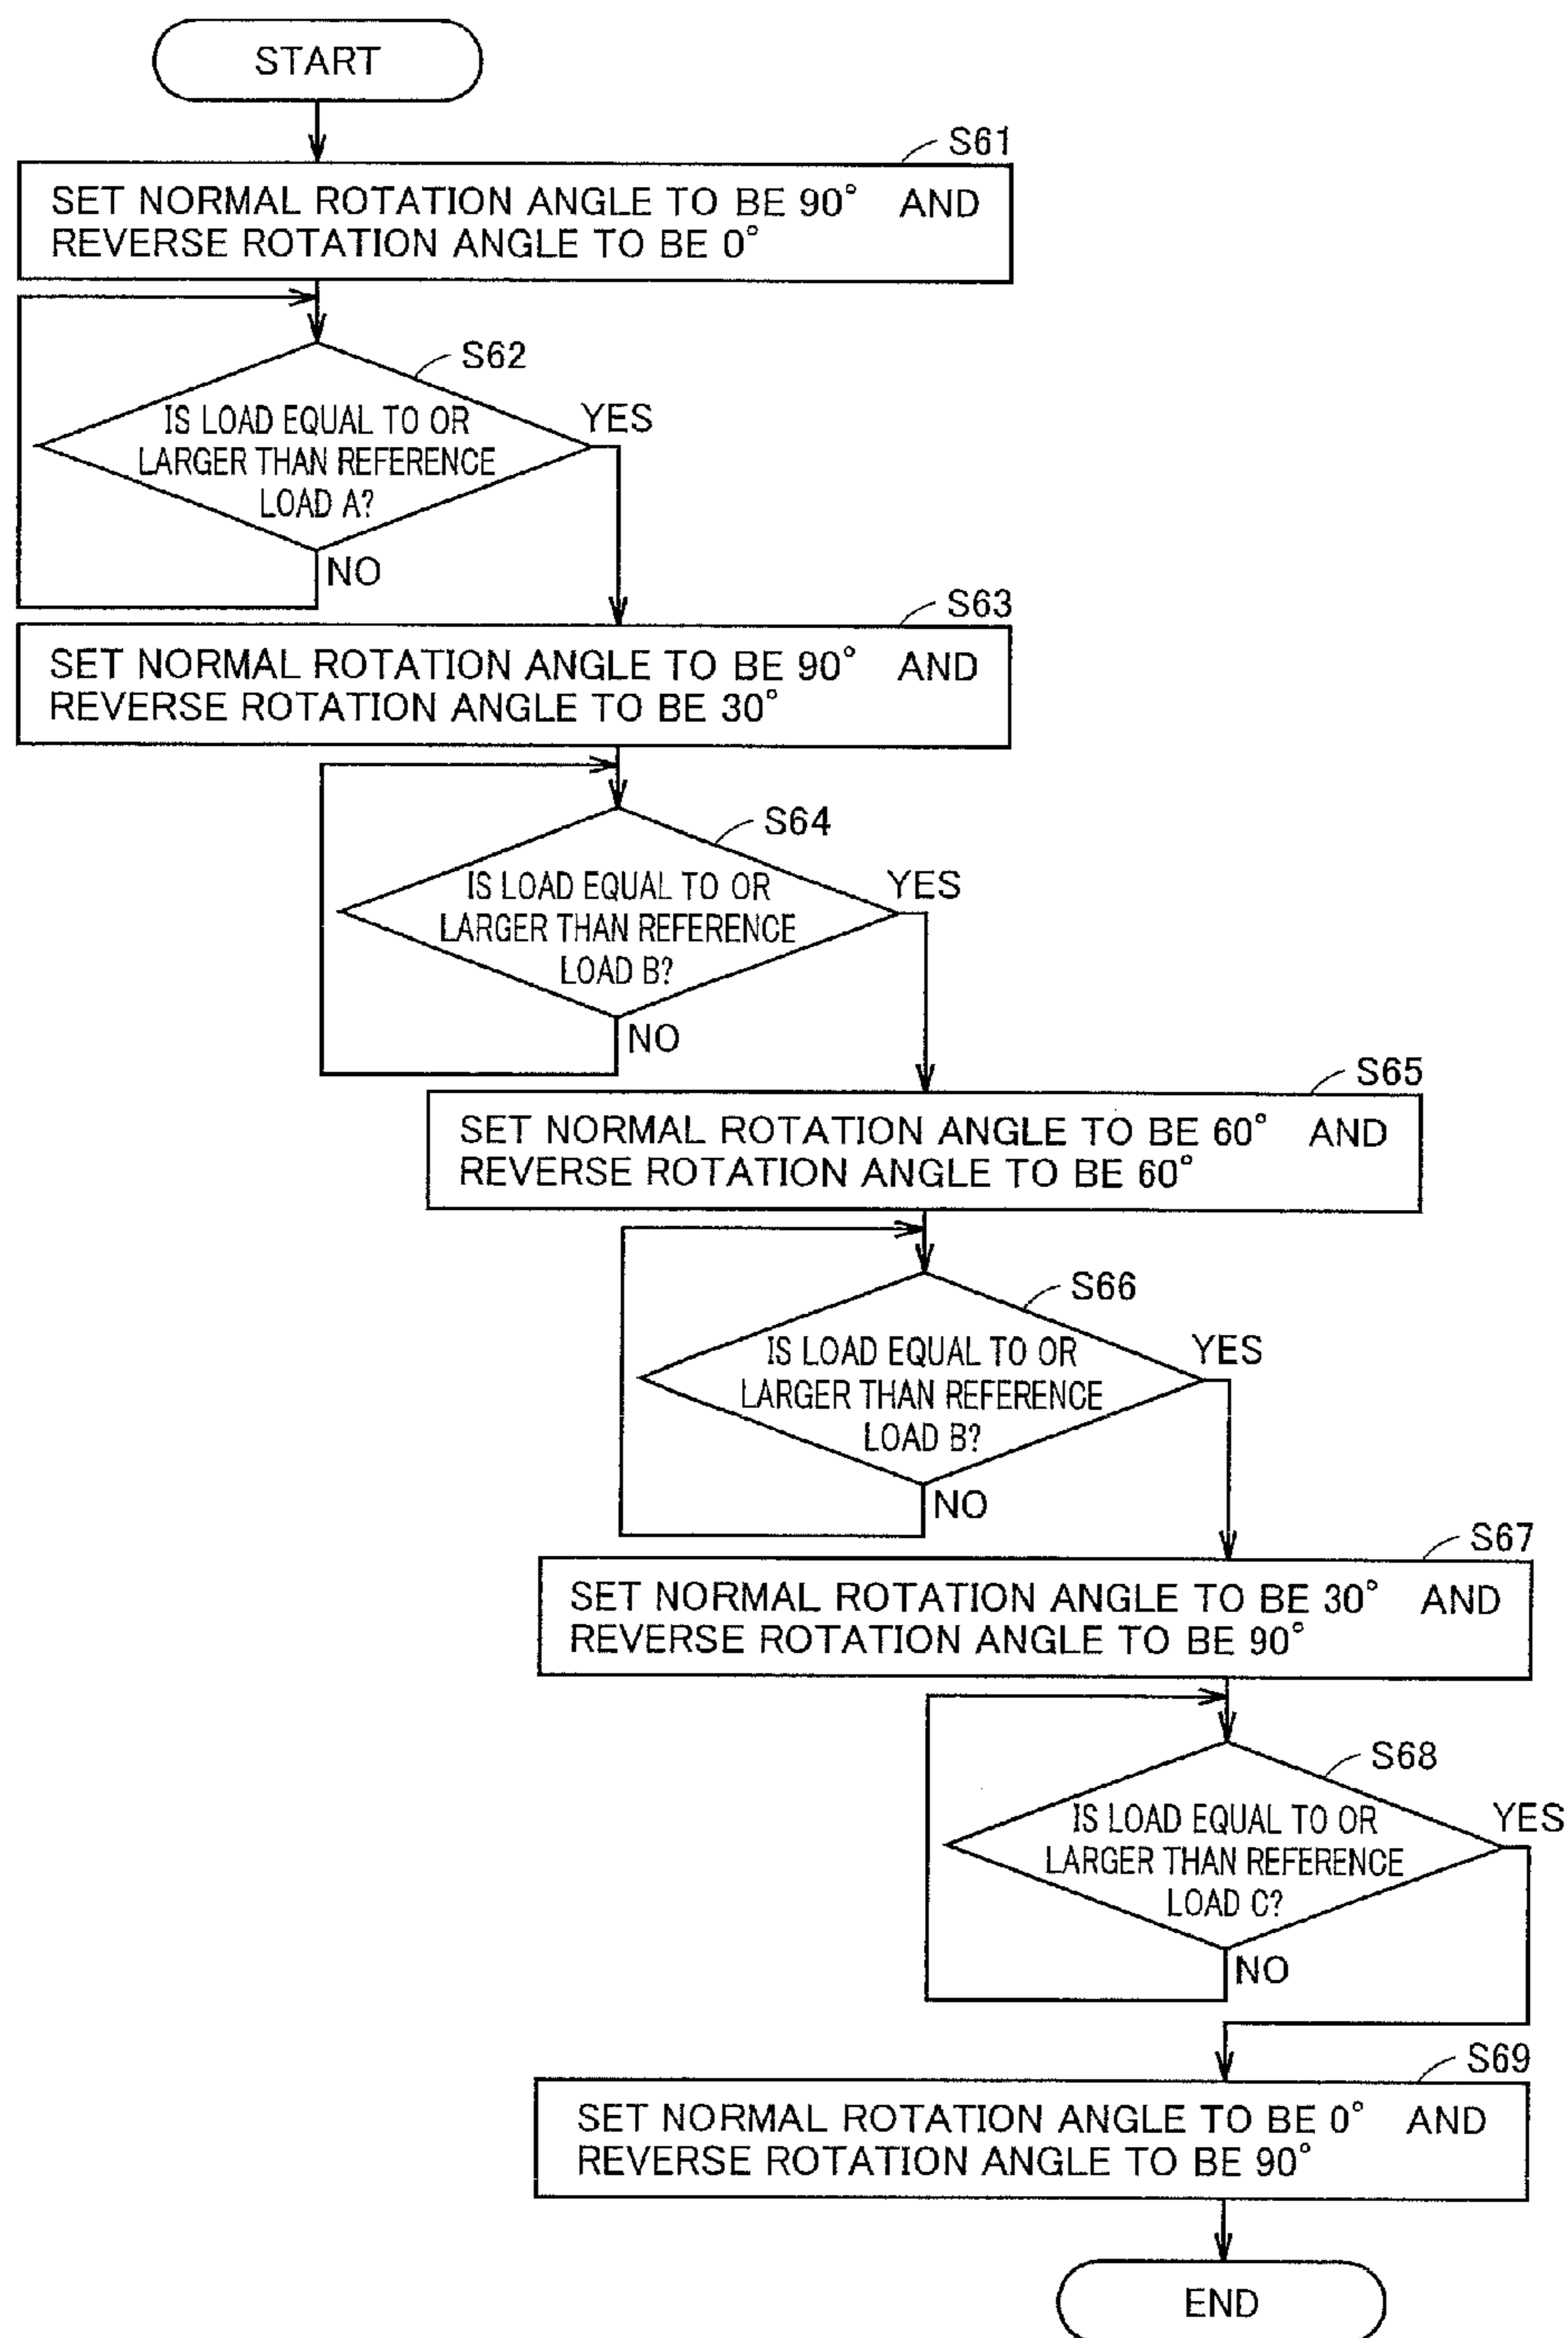 START
S61
SET NORMAL ROTATION ANGLE TO BE 90° AND
REVERSE ROTATION ANGLE TO BE 0°
S62
IS LOAD EQUAL TO OR
LARGER THAN REFERENCE
LOAD A?
YES
NO
S63
SET NORMAL ROTATION ANGLE TO BE 90° AND
REVERSE ROTATION ANGLE TO BE 30°
S64
IS LOAD EQUAL TO OR
LARGER THAN REFERENCE
LOAD B?
YES
NO
S65
SET NORMAL ROTATION ANGLE TO BE 60° AND
REVERSE ROTATION ANGLE TO BE 60°
S66
IS LOAD EQUAL TO OR
LARGER THAN REFERENCE
LOAD B?
YES
NO
S67
SET NORMAL ROTATION ANGLE TO BE 30° AND
REVERSE ROTATION ANGLE TO BE 90°
S68
IS LOAD EQUAL TO OR
LARGER THAN REFERENCE
LOAD C?
YES
NO
S69
SET NORMAL ROTATION ANGLE TO BE 0° AND
REVERSE ROTATION ANGLE TO BE 90°
END